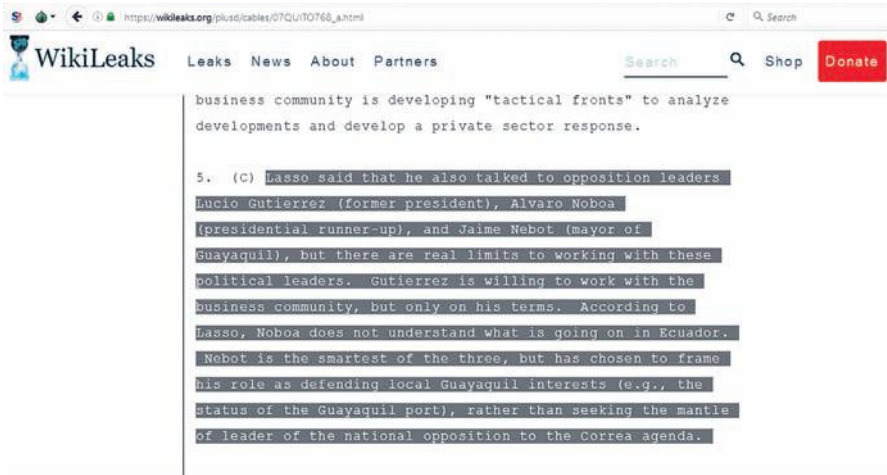 https://wikileaks.org/plusd/cables/07QUITO768_a.html
Search
WikiLeaks Leaks News About Partners Search Shop Donate
business community is developing "tactical fronts" to analyze
developments and develop a private sector response.
5. (C) Lasso said that he also talked to opposition leaders
Lucio Gutierrez (former president), Alvaro Noboa
(presidential runner-up), and Jaime Nebot (mayor of
Guayaquil), but there are real limits to working with these
political leaders. Gutierrez is willing to work with the
business community, but only on his terms. According to
Lasso, Noboa does not understand what is going on in Ecuador.
Nebot is the smartest of the three, but has chosen to frame
his role as defending local Guayaquil interests (e.g., the
status of the Guayaquil port), rather than seeking the mantle
of leader of the national opposition to the Correa agenda.